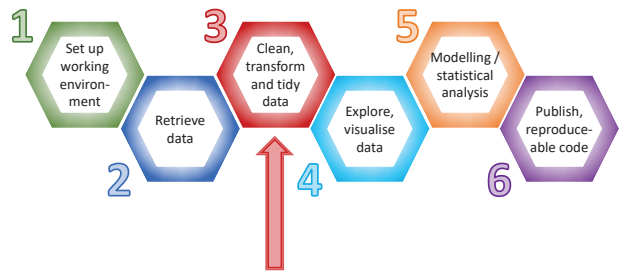 1
Set up
working
environ-
ment
2
Retrieve
data
3
Clean,
transform
and tidy
data
4
Explore,
visualise
data
5
Modelling /
statistical
analysis
6
Publish,
reproduce-
able code